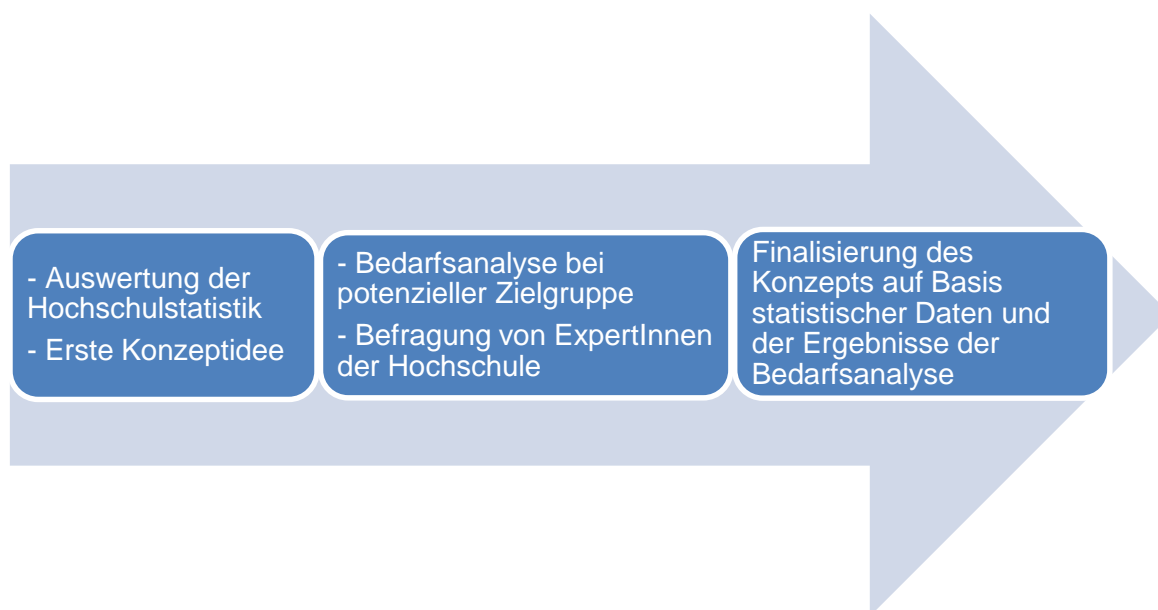 - Auswertung der
Hochschulstatistik
- Erste Konzeptidee
- Bedarfsanalyse bei
potenzieller Zielgruppe
- Befragung von ExpertInnen
der Hochschule
Finalisierung des
Konzepts auf Basis
statistischer Daten und
der Ergebnisse der
Bedarfsanalyse